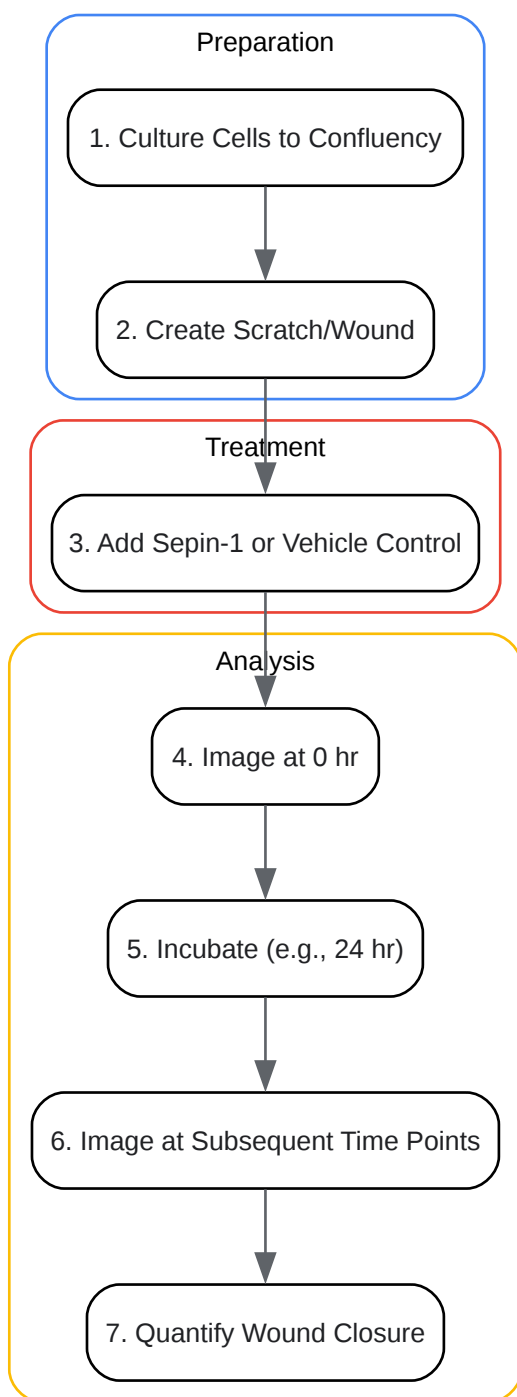 Preparation
1. Culture Cells to Confluency
2. Create Scratch/Wound
Treatment
3. Add Sepin-1 or Vehicle Control
Analysis
4. Image at 0 hr
5. Incubate (e.g., 24 hr)
6. Image at Subsequent Time Points
7. Quantify Wound Closure